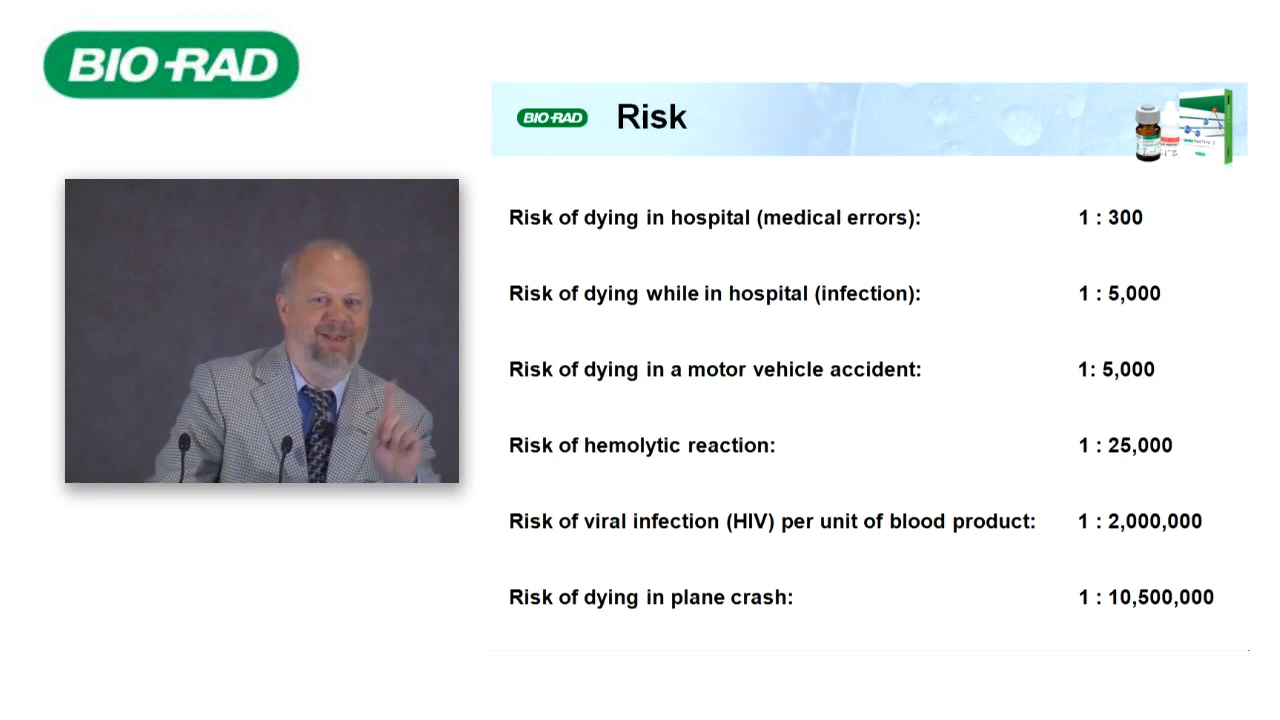 BIO-RAD
BIO-RAD Risk
Risk of dying in hospital (medical errors): 1 : 300
Risk of dying while in hospital (infection): 1 : 5,000
Risk of dying in a motor vehicle accident: 1: 5,000
Risk of hemolytic reaction: 1 : 25,000
Risk of viral infection (HIV) per unit of blood product: 1 : 2,000,000
Risk of dying in plane crash: 1 : 10,500,000